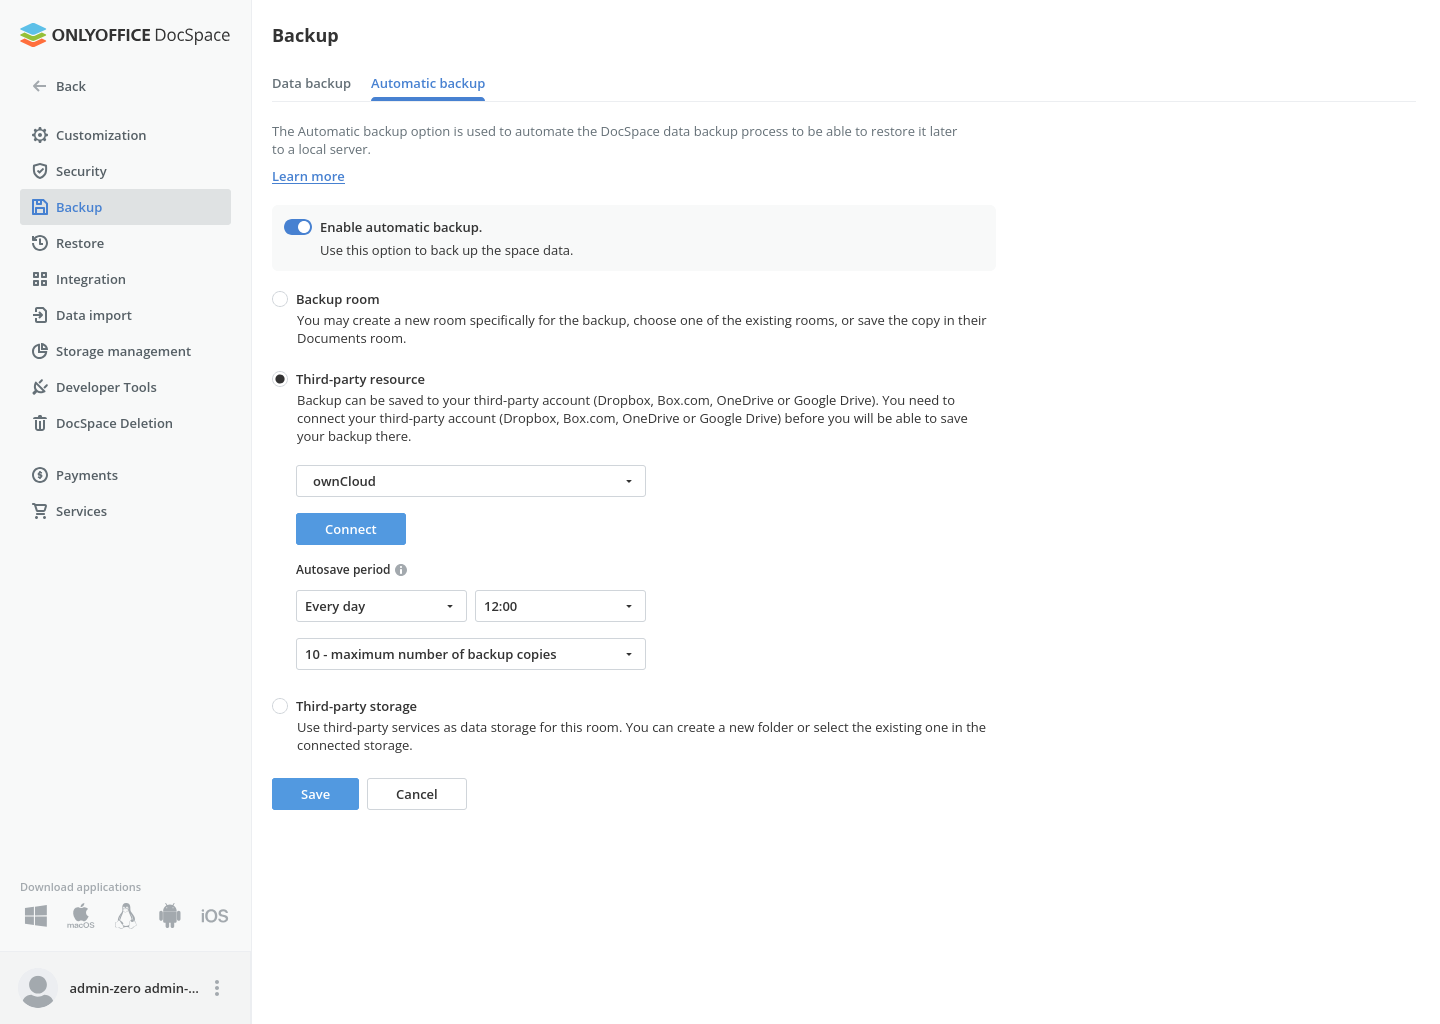 ONLYOFFICE DocSpace
Back
Customization
Security
Backup
Restore
Integration
Data import
Storage management
Developer Tools
DocSpace Deletion
Payments
Services
Download applications
macOS
iOS
admin-zero admin-...
Backup
Data backup
Automatic backup
The Automatic backup option is used to automate the DocSpace data backup process to be able to restore it later
to a local server.
Learn more
Enable automatic backup.
Use this option to back up the space data.
Backup room
You may create a new room specifically for the backup, choose one of the existing rooms, or save the copy in their
Documents room.
Third-party resource
Backup can be saved to your third-party account (Dropbox, Box.com, OneDrive or Google Drive). You need to
connect your third-party account (Dropbox, Box.com, OneDrive or Google Drive) before you will be able to save
your backup there.
ownCloud
Connect
Autosave period
Every day
12:00
10 - maximum number of backup copies
Third-party storage
Use third-party services as data storage for this room. You can create a new folder or select the existing one in the
connected storage.
Save
Cancel